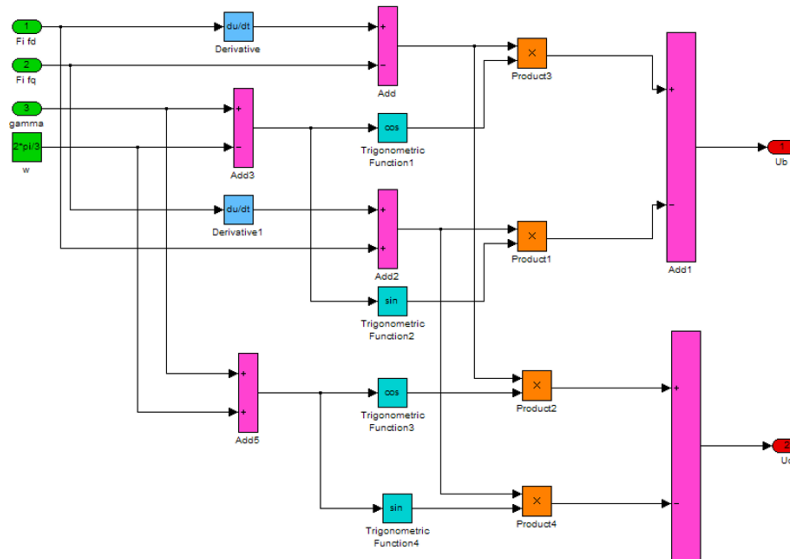 1
Fi fd
du/dt
Derivative
+
−
Add
×
Product3
2
Fi fq
3
gamma
2*pi/3
w
+
−
Add3
cos
Trigonometric
Function1
+
−
Add1
1
Ub
du/dt
Derivative1
+
+
Add2
×
Product1
sin
Trigonometric
Function2
+
+
Add5
cos
Trigonometric
Function3
×
Product2
+
−
sin
Trigonometric
Function4
×
Product4